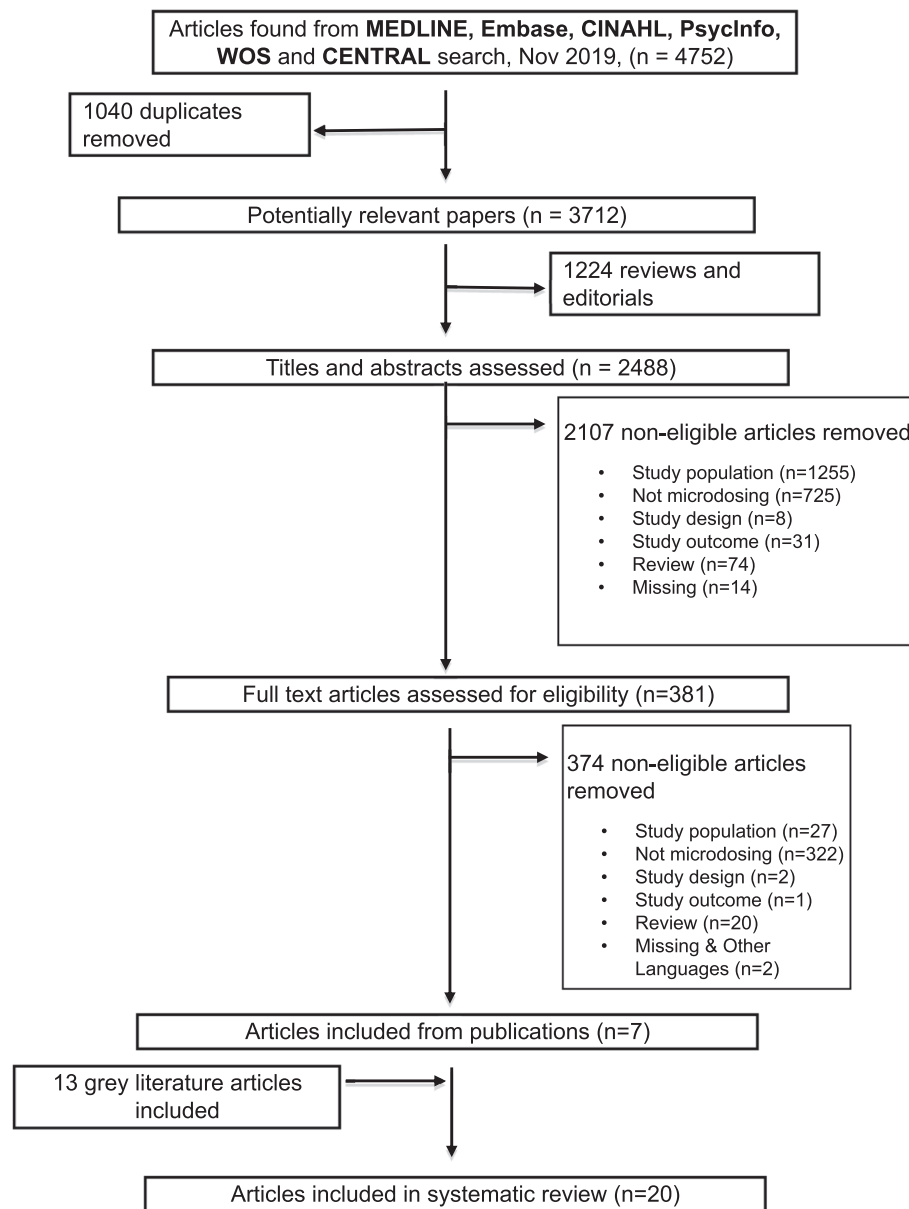 Articles found from MEDLINE, Embase, CINAHL, PsycInfo,
WOS and CENTRAL search, Nov 2019, (n = 4752)
1040 duplicates
removed
Potentially relevant papers (n = 3712)
1224 reviews and
editorials
Titles and abstracts assessed (n = 2488)
2107 non-eligible articles removed
• Study population (n=1255)
• Not microdosing (n=725)
• Study design (n=8)
• Study outcome (n=31)
• Review (n=74)
• Missing (n=14)
Full text articles assessed for eligibility (n=381)
374 non-eligible articles
removed
• Study population (n=27)
• Not microdosing (n=322)
• Study design (n=2)
• Study outcome (n=1)
• Review (n=20)
• Missing & Other
Languages (n=2)
Articles included from publications (n=7)
13 grey literature articles
included
Articles included in systematic review (n=20)